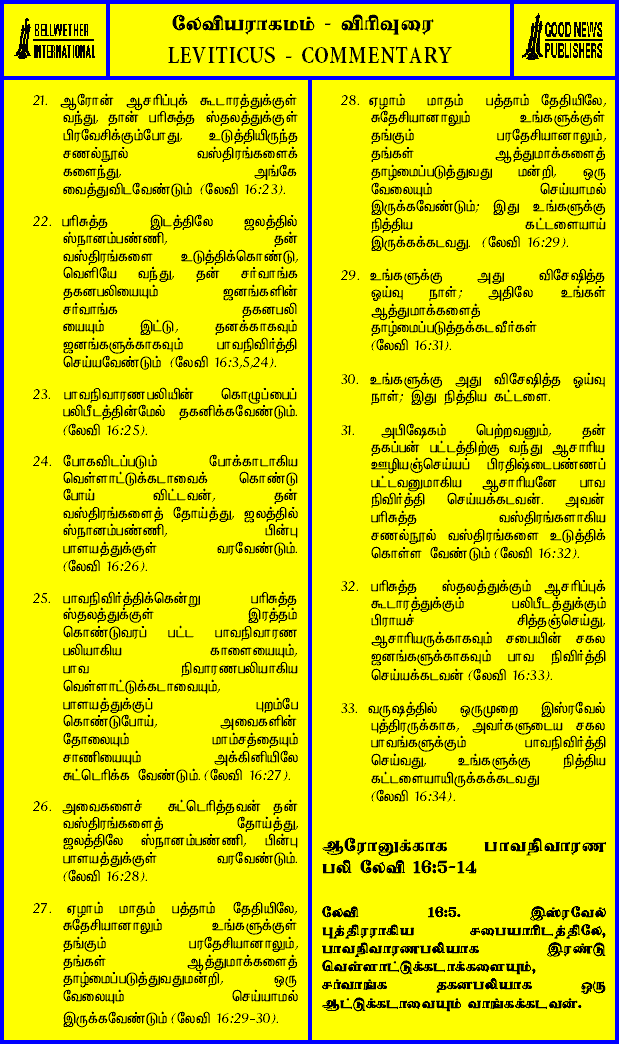 BELLWETHER
INTERNATIONAL
லேவியராகமம் - விரிவுரை
LEVITICUS - COMMENTARY
GOOD NEWS
PUBLISHERS
21. ஆரோன் ஆசரிப்புக் கூடாரத்துக்குள்
வந்து, தான் பரிசுத்த ஸ்தலத்துக்குள்
பிரவேசிக்கும்போது, உடுத்தியிருந்த
சணல்நூல் வஸ்திரங்களைக்
களைந்து, அங்கே
வைத்துவிடவேண்டும் (லேவி 16:23).
22. பரிசுத்த இடத்திலே ஜலத்தில்
ஸ்நானம்பண்ணி, தன்
வஸ்திரங்களை உடுத்திக்கொண்டு,
வெளியே வந்து, தன் சர்வாங்க
தகனபலியையும் ஜனங்களின்
சர்வாங்க தகனபலி
யையும் இட்டு, தனக்காகவும்
ஜனங்களுக்காகவும் பாவநிவிர்த்தி
செய்யவேண்டும் (லேவி 16:3,5,24).
23. பாவநிவாரணபலியின் கொழுப்பைப்
பலிபீடத்தின்மேல் தகனிக்கவேண்டும்.
(லேவி 16:25).
24. போகவிடப்படும் போக்காடாகிய
வெள்ளாட்டுக்கடாவைக் கொண்டு
போய் விட்டவன், தன்
வஸ்திரங்களைத் தோய்த்து, ஜலத்தில்
ஸ்நானம்பண்ணி, பின்பு
பாளயத்துக்குள் வரவேண்டும்.
(லேவி 16:26).
25. பாவநிவிர்த்திக்கென்று பரிசுத்த
ஸ்தலத்துக்குள் இரத்தம்
கொண்டுவரப் பட்ட பாவநிவாரண
பலியாகிய காளையையும்,
பாவ நிவாரணபலியாகிய
வெள்ளாட்டுக்கடாவையும்,
பாளயத்துக்குப் புறம்பே
கொண்டுபோய், அவைகளின்
தோலையும் மாம்சத்தையும்
சாணியையும் அக்கினியிலே
சுட்டெரிக்க வேண்டும். (லேவி 16:27).
26. அவைகளைச் சுட்டெரித்தவன் தன்
வஸ்திரங்களைத் தோய்த்து,
ஜலத்திலே ஸ்நானம்பண்ணி, பின்பு
பாளயத்துக்குள் வரவேண்டும்.
(லேவி 16:28).
27. ஏழாம் மாதம் பத்தாம் தேதியிலே,
சுதேசியானாலும் உங்களுக்குள்
தங்கும் பரதேசியானாலும்,
தங்கள் ஆத்துமாக்களைத்
தாழ்மைப்படுத்துவதுமன்றி, ஒரு
வேலையும் செய்யாமல்
இருக்கவேண்டும் (லேவி 16:29-30).
28. ஏழாம் மாதம் பத்தாம் தேதியிலே,
சுதேசியானாலும் உங்களுக்குள்
தங்கும் பரதேசியானாலும்,
தங்கள் ஆத்துமாக்களைத்
தாழ்மைப்படுத்துவது மன்றி, ஒரு
வேலையும் செய்யாமல்
இருக்கவேண்டும்; இது உங்களுக்கு
நித்திய கட்டளையாய்
இருக்கக்கடவது. (லேவி 16:29).
29. உங்களுக்கு அது விசேஷித்த
ஒய்வு நாள்; அதிலே உங்கள்
ஆத்துமாக்களைத்
தாழ்மைப்படுத்தக்கடவீர்கள்
(லேவி 16:31).
30. உங்களுக்கு அது விசேஷித்த ஒய்வு
நாள்; இது நித்திய கட்டளை.
31. அபிஷேகம் பெற்றவனும், தன்
தகப்பன் பட்டத்திற்கு வந்து ஆசாரிய
ஊழியஞ்செய்யப் பிரதிஷ்டைபண்ணப்
பட்டவனுமாகிய ஆசாரியனே பாவ
நிவிர்த்தி செய்யக்கடவன். அவன்
பரிசுத்த வஸ்திரங்களாகிய
சணல்நூல் வஸ்திரங்களை உடுத்திக்
கொள்ள வேண்டும் (லேவி 16:32).
32. பரிசுத்த ஸ்தலத்துக்கும் ஆசரிப்புக்
கூடாரத்துக்கும் பலிபீடத்துக்கும்
பிராயச் சித்தஞ்செய்து,
ஆசாரியருக்காகவும் சபையின் சகல
ஜனங்களுக்காகவும் பாவ நிவிர்த்தி
செய்யக்கடவன் (லேவி 16:33).
33. வருஷத்தில் ஒருமுறை இஸ்ரவேல்
புத்திரருக்காக, அவர்களுடைய சகல
பாவங்களுக்கும் பாவநிவிர்த்தி
செய்வது, உங்களுக்கு நித்திய
கட்டளையாயிருக்கக்கடவது
(லேவி 16:34).
ஆரோனுக்காக பாவநிவாரண
பலி லேவி 16:5-14
லேவி 16:5. இஸ்ரவேல்
புத்திரராகிய சபையாரிடத்திலே,
பாவநிவாரணபலியாக இரண்டு
வெள்ளாட்டுக்கடாக்களையும்,
சர்வாங்க தகனபலியாக ஒரு
ஆட்டுக்கடாவையும் வாங்கக்கடவன்.